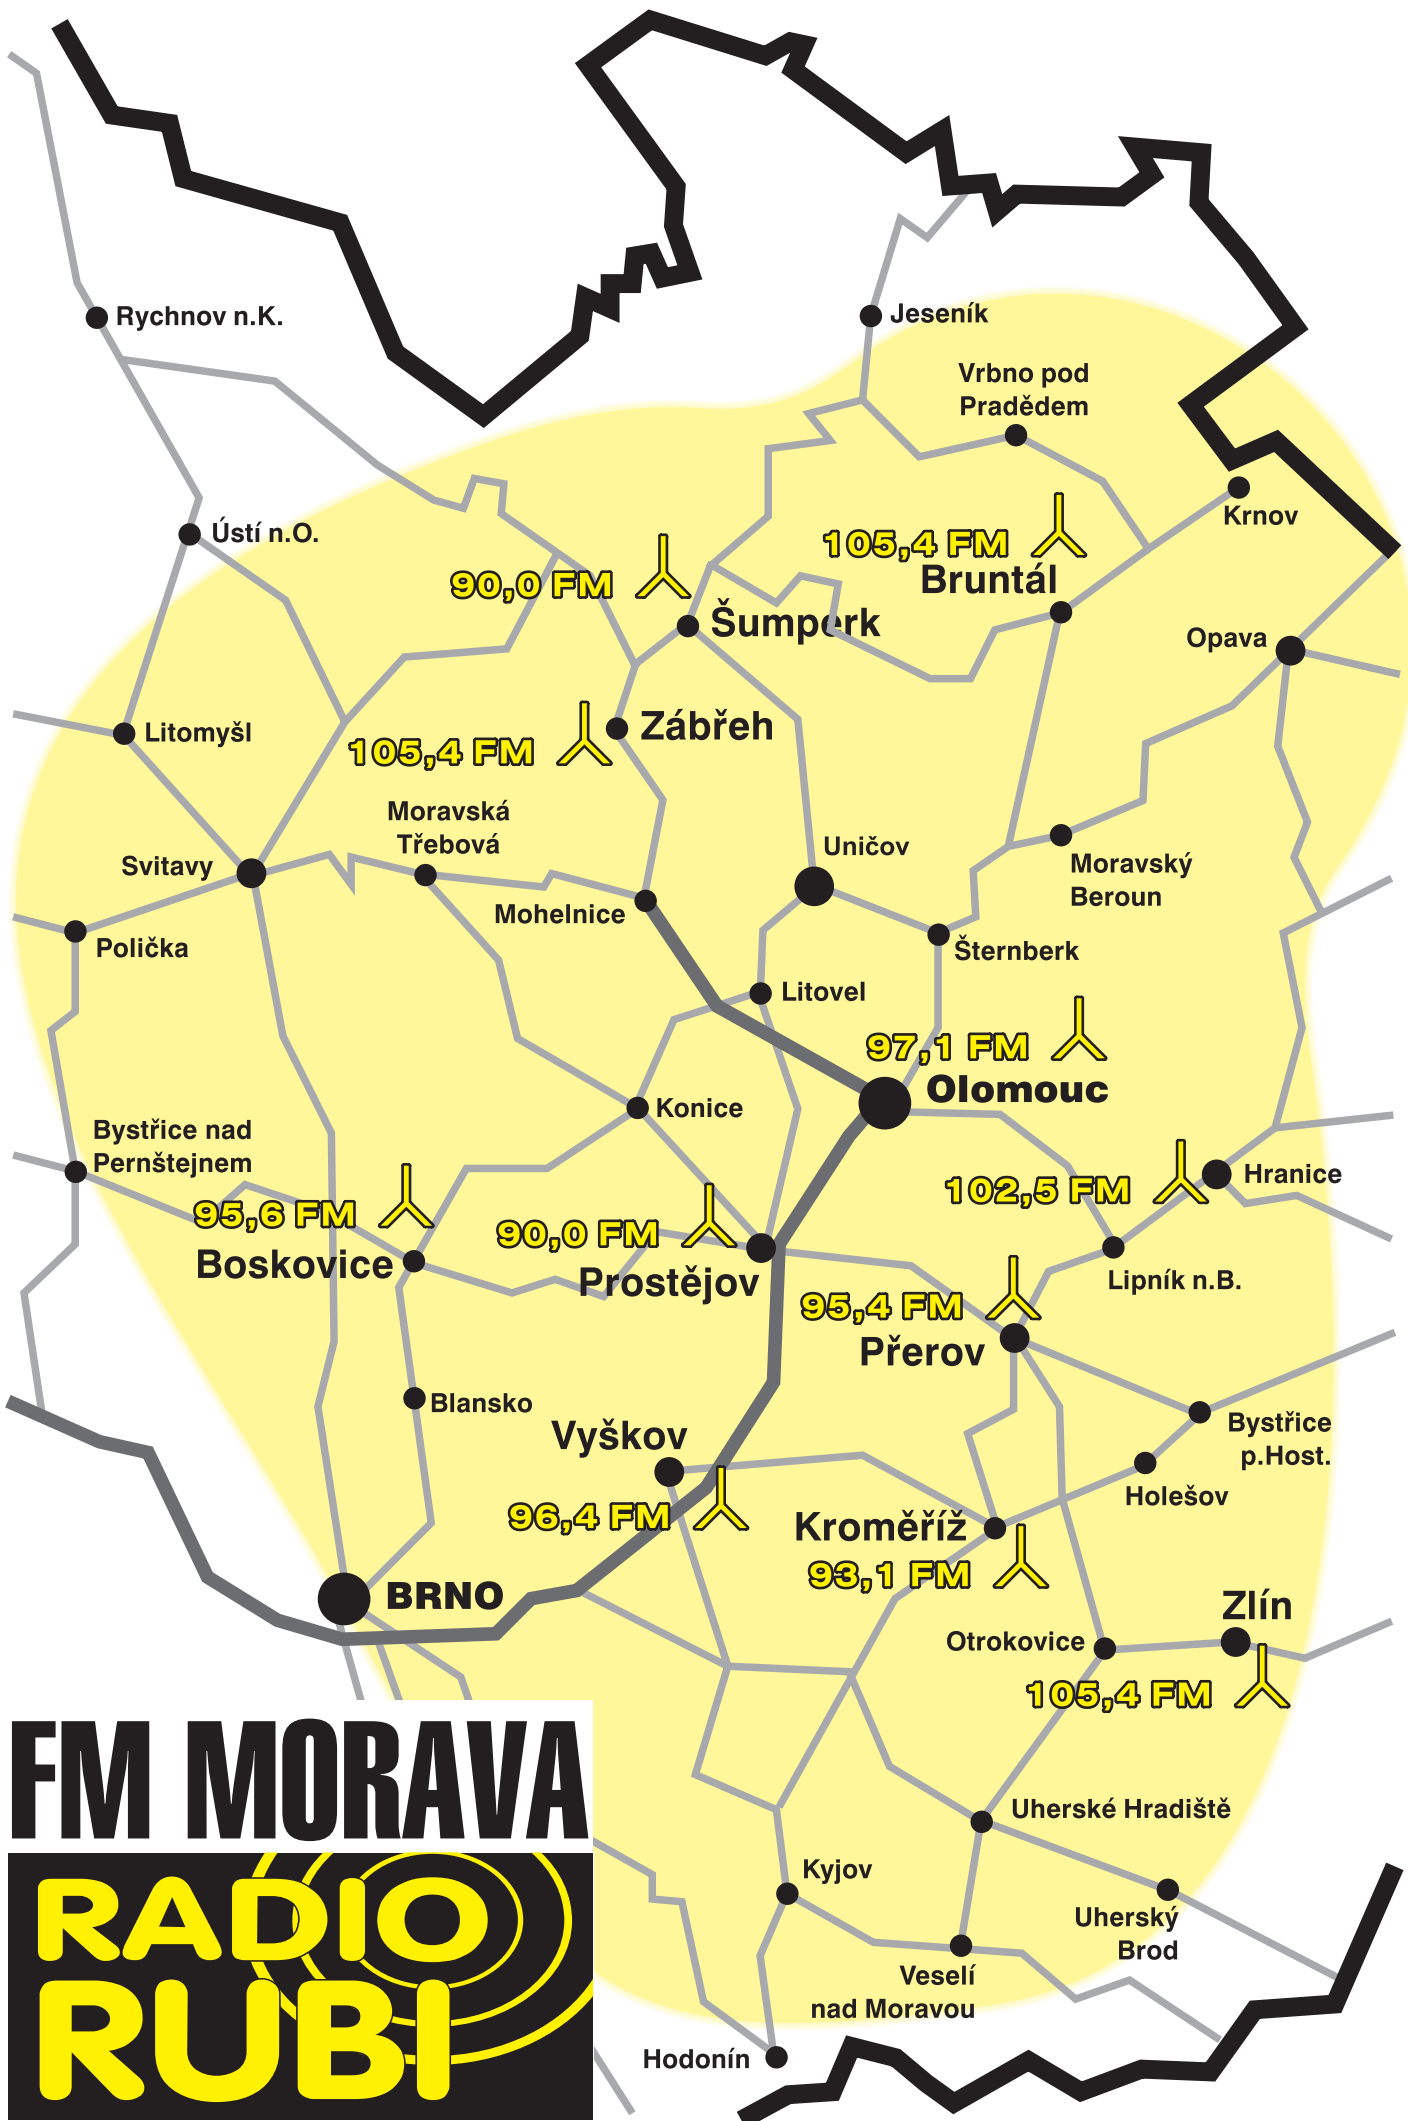 Rychnov n.K.
Jeseník
Vrbno pod
Pradědem
Krnov
Ústí n.O.
105,4 FM
Bruntál
90,0 FM
Šumperk
Opava
Litomyšl
Zábřeh
105,4 FM
Moravská
Třebová
Svitavy
Uničov
Moravský
Beroun
Mohelnice
Polička
Šternberk
Litovel
97,1 FM
Olomouc
Konice
Bystřice nad
Pernštejnem
Hranice
102,5 FM
95,6 FM
90,0 FM
Boskovice
Prostějov
Lipník n.B.
95,4 FM
Přerov
Blansko
Vyškov
Bystřice
p.Host.
Holešov
96,4 FM
Kroměříž
93,1 FM
BRNO
Zlín
Otrokovice
105,4 FM
FM MORAVA
Uherské Hradiště
Kyjov
RADIO
RUBI
Uherský
Brod
Veselí
nad Moravou
Hodonín